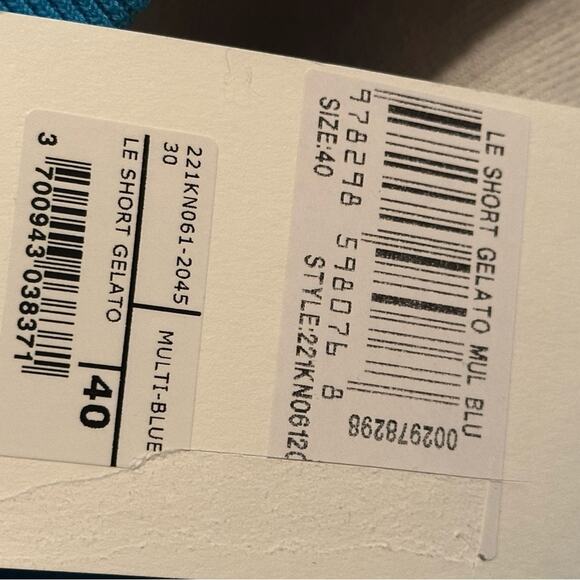 221KN061-2045
30
MULTI-BLUE
LE SHORT GELATO
40
3 700943 038371
LE SHORT GELATO MUL BLU
002978298
978298 598076 8
SIZE:40
STYLE:221KN0612